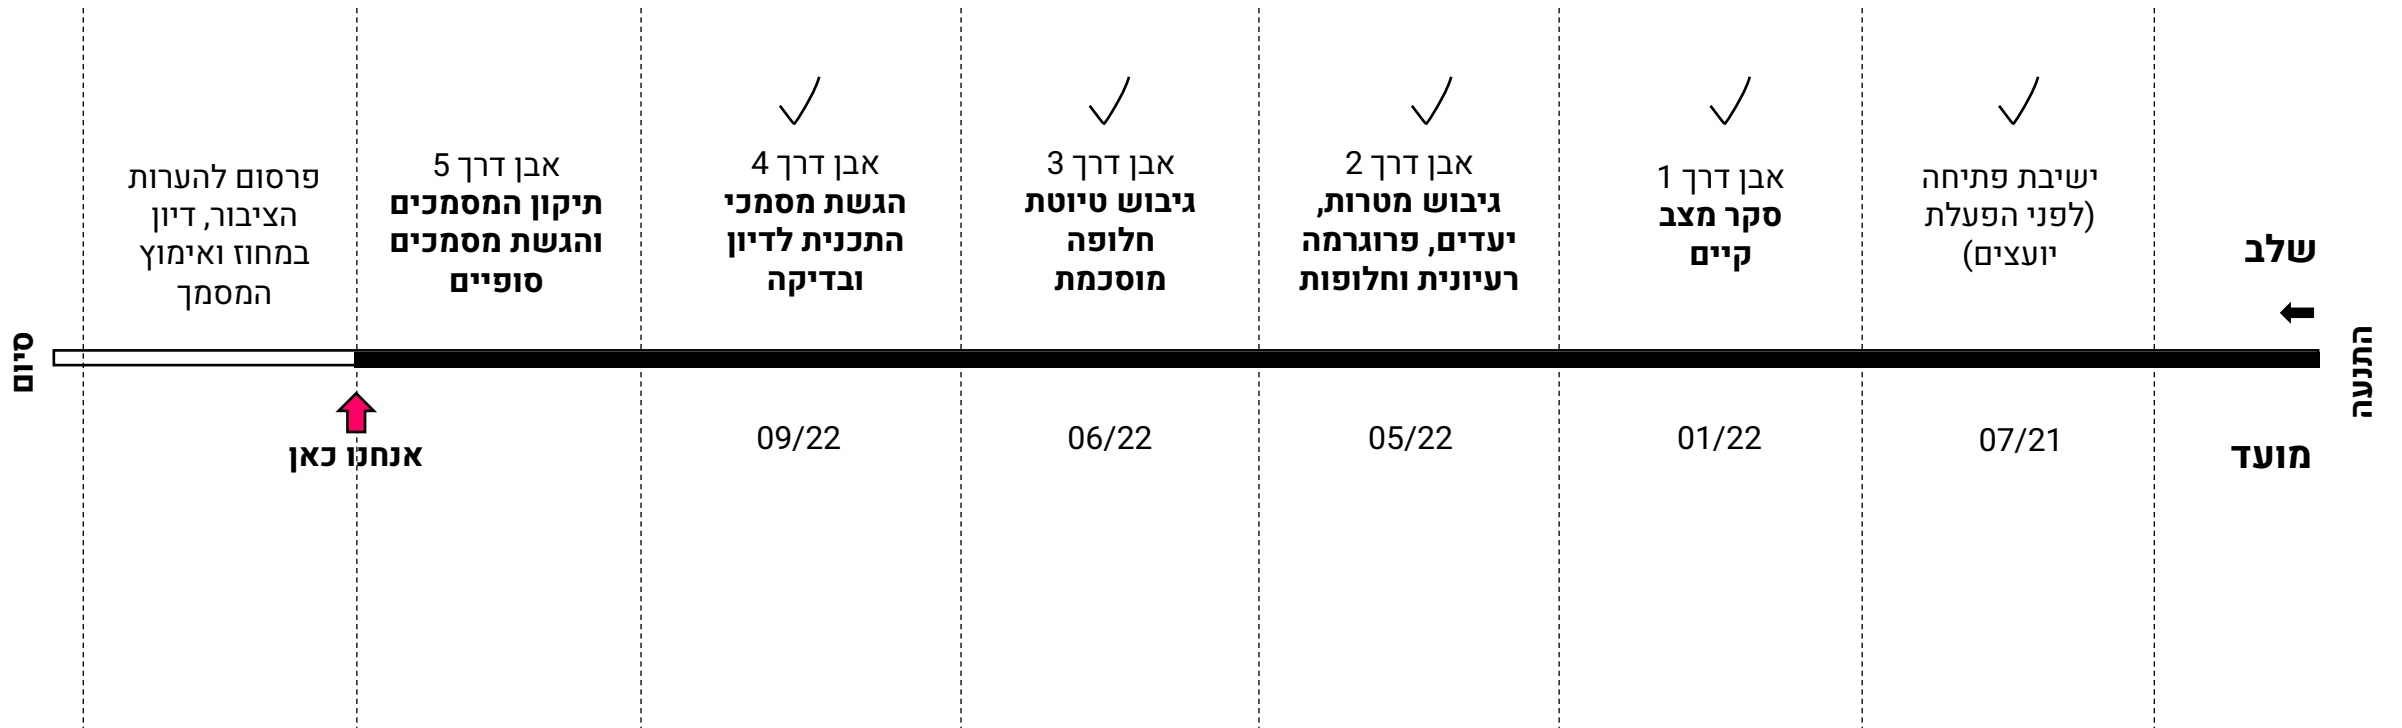 שלב
ישיבת פתיחה
(לפני הפעלת
יועצים)
אבן דרך 1
סקר מצב
קיים
אבן דרך 2
גיבוש מטרות,
יעדים, פרוגרמה
רעיונית וחלופות
אבן דרך 3
גיבוש טיוטת
חלופה
מוסכמת
אבן דרך 4
הגשת מסמכי
התכנית לדיון
ובדיקה
אבן דרך 5
תיקון המסמכים
והגשת מסמכים
סופיים
פרסום להערות
הציבור, דיון
במחוז ואימוץ
המסמך
התנעה
סיום
מועד
07/21
01/22
05/22
06/22
09/22
אנחנו כאן